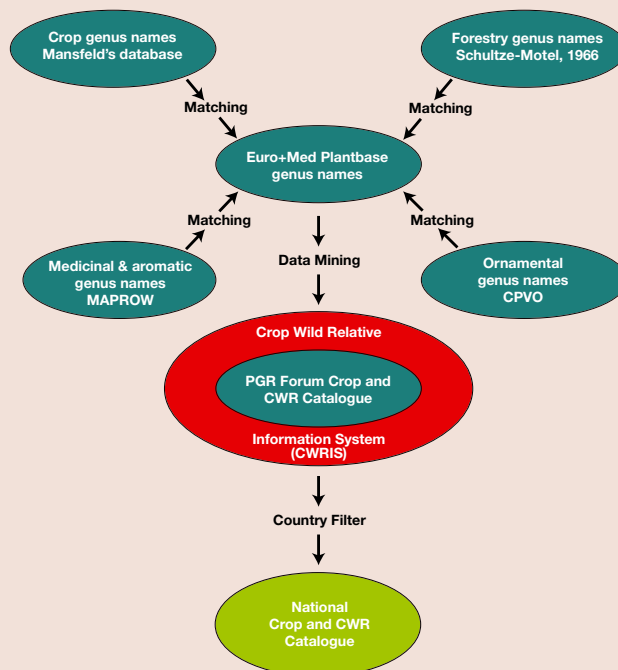 Crop genus names
Mansfeld's database
Forestry genus names
Schultze-Motel, 1966
Matching
Matching
Euro+Med Plantbase
genus names
Matching
Matching
Medicinal & aromatic
genus names
MAPROW
Data Mining
Ornamental
genus names
CPVO
Crop Wild Relative
PGR Forum Crop and
CWR Catalogue
Information System
(CWRIS)
Country Filter
National
Crop and CWR
Catalogue